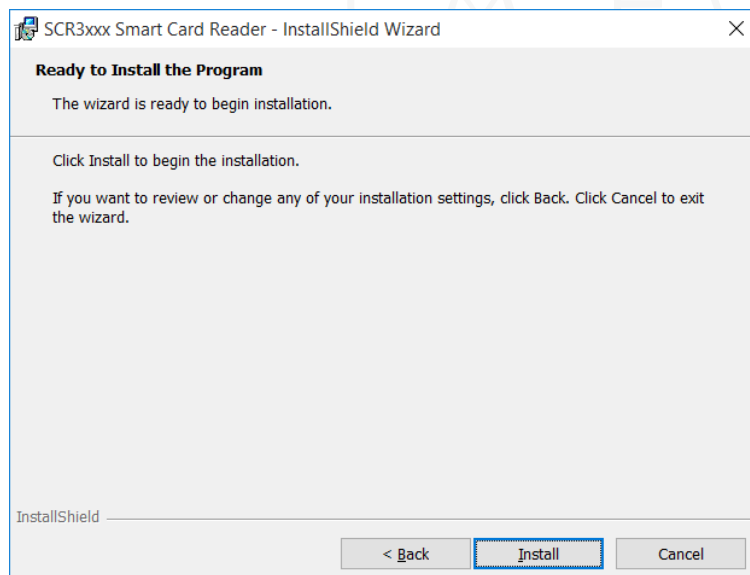 SCR3xxx Smart Card Reader - InstallShield Wizard
Ready to Install the Program
The wizard is ready to begin installation.
Click Install to begin the installation.
If you want to review or change any of your installation settings, click Back. Click Cancel to exit
the wizard.
InstallShield
< Back
Install
Cancel